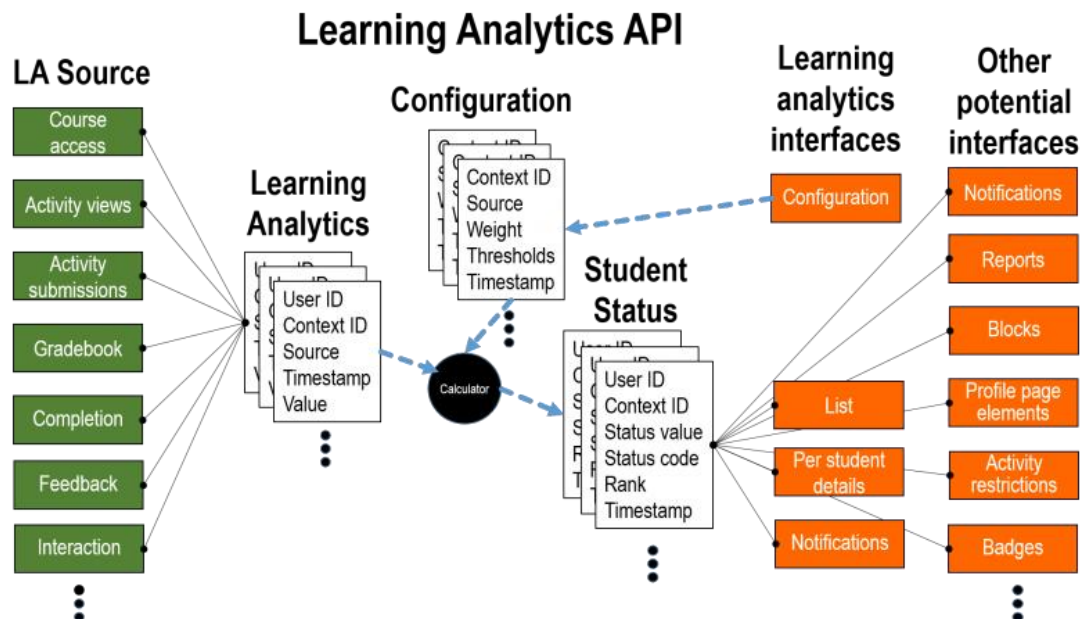 Learning Analytics API
LA Source
Course
access
Activity views
Activity
submissions
Gradebook
Completion
Feedback
Interaction
Learning
Analytics
User ID
Context ID
Source
Timestamp
Value
Configuration
Context ID
Source
Weight
Thresholds
Timestamp
Calculator
Student
Status
User ID
Context ID
Status value
Status code
Rank
Timestamp
Learning
analytics
interfaces
Configuration
List
Per student
details
Notifications
Other
potential
interfaces
Notifications
Reports
Blocks
Profile page
elements
Activity
restrictions
Badges